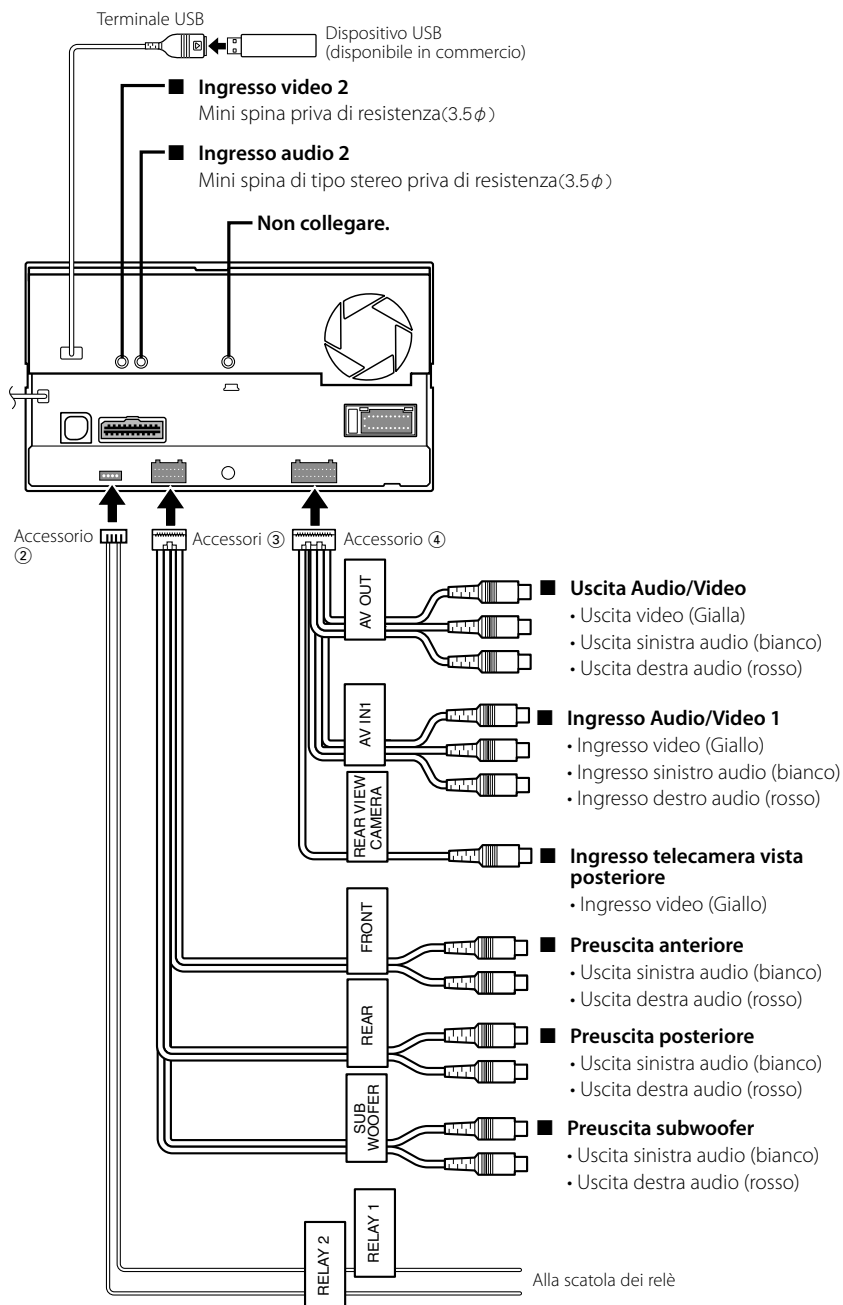 Terminale USB
Dispositivo USB
(disponibile in commercio)
■ Ingresso video 2
Mini spina priva di resistenza(3.5φ)
■ Ingresso audio 2
Mini spina di tipo stereo priva di resistenza(3.5φ)
Non collegare.
Accessorio
②
Accessori ③
Accessorio ④
AV OUT
■ Uscita Audio/Video
• Uscita video (Gialla)
• Uscita sinistra audio (bianco)
• Uscita destra audio (rosso)
AV IN1
■ Ingresso Audio/Video 1
• Ingresso video (Giallo)
• Ingresso sinistro audio (bianco)
• Ingresso destro audio (rosso)
REAR VIEW
CAMERA
■ Ingresso telecamera vista
posteriore
• Ingresso video (Giallo)
FRONT
■ Preuscita anteriore
• Uscita sinistra audio (bianco)
• Uscita destra audio (rosso)
REAR
■ Preuscita posteriore
• Uscita sinistra audio (bianco)
• Uscita destra audio (rosso)
SUB
WOOFER
■ Preuscita subwoofer
• Uscita sinistra audio (bianco)
• Uscita destra audio (rosso)
RELAY 1
RELAY 2
Alla scatola dei relè